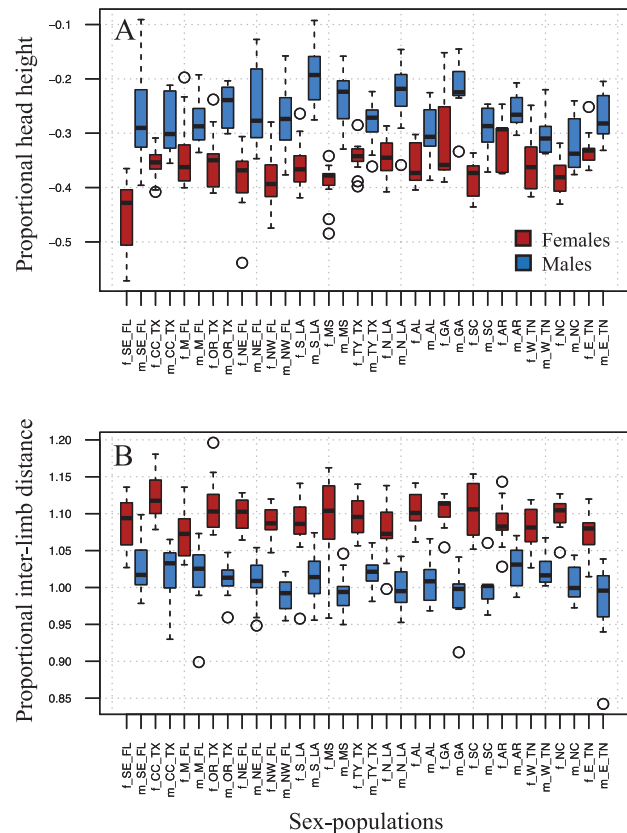 A
Proportional head height
−0.1
−0.2
−0.3
−0.4
−0.5
Females
Males
f_SE_FL
m_SE_FL
f_CC_TX
m_CC_TX
f_M_FL
m_M_FL
f_OR_TX
m_OR_TX
f_NE_FL
m_NE_FL
f_NW_FL
m_NW_FL
f_S_LA
m_S_LA
f_MS
m_MS
f_TY_TX
m_TY_TX
f_N_LA
m_N_LA
f_AL
m_AL
f_GA
m_GA
f_SC
m_SC
f_AR
m_AR
f_W_TN
m_W_TN
f_NC
m_NC
f_E_TN
m_E_TN
B
Proportional inter-limb distance
1.20
1.15
1.10
1.05
1.00
0.95
0.90
0.85
f_SE_FL
m_SE_FL
f_CC_TX
m_CC_TX
f_M_FL
m_M_FL
f_OR_TX
m_OR_TX
f_NE_FL
m_NE_FL
f_NW_FL
m_NW_FL
f_S_LA
m_S_LA
f_MS
m_MS
f_TY_TX
m_TY_TX
f_N_LA
m_N_LA
f_AL
m_AL
f_GA
m_GA
f_SC
m_SC
f_AR
m_AR
f_W_TN
m_W_TN
f_NC
m_NC
f_E_TN
m_E_TN
Sex-populations